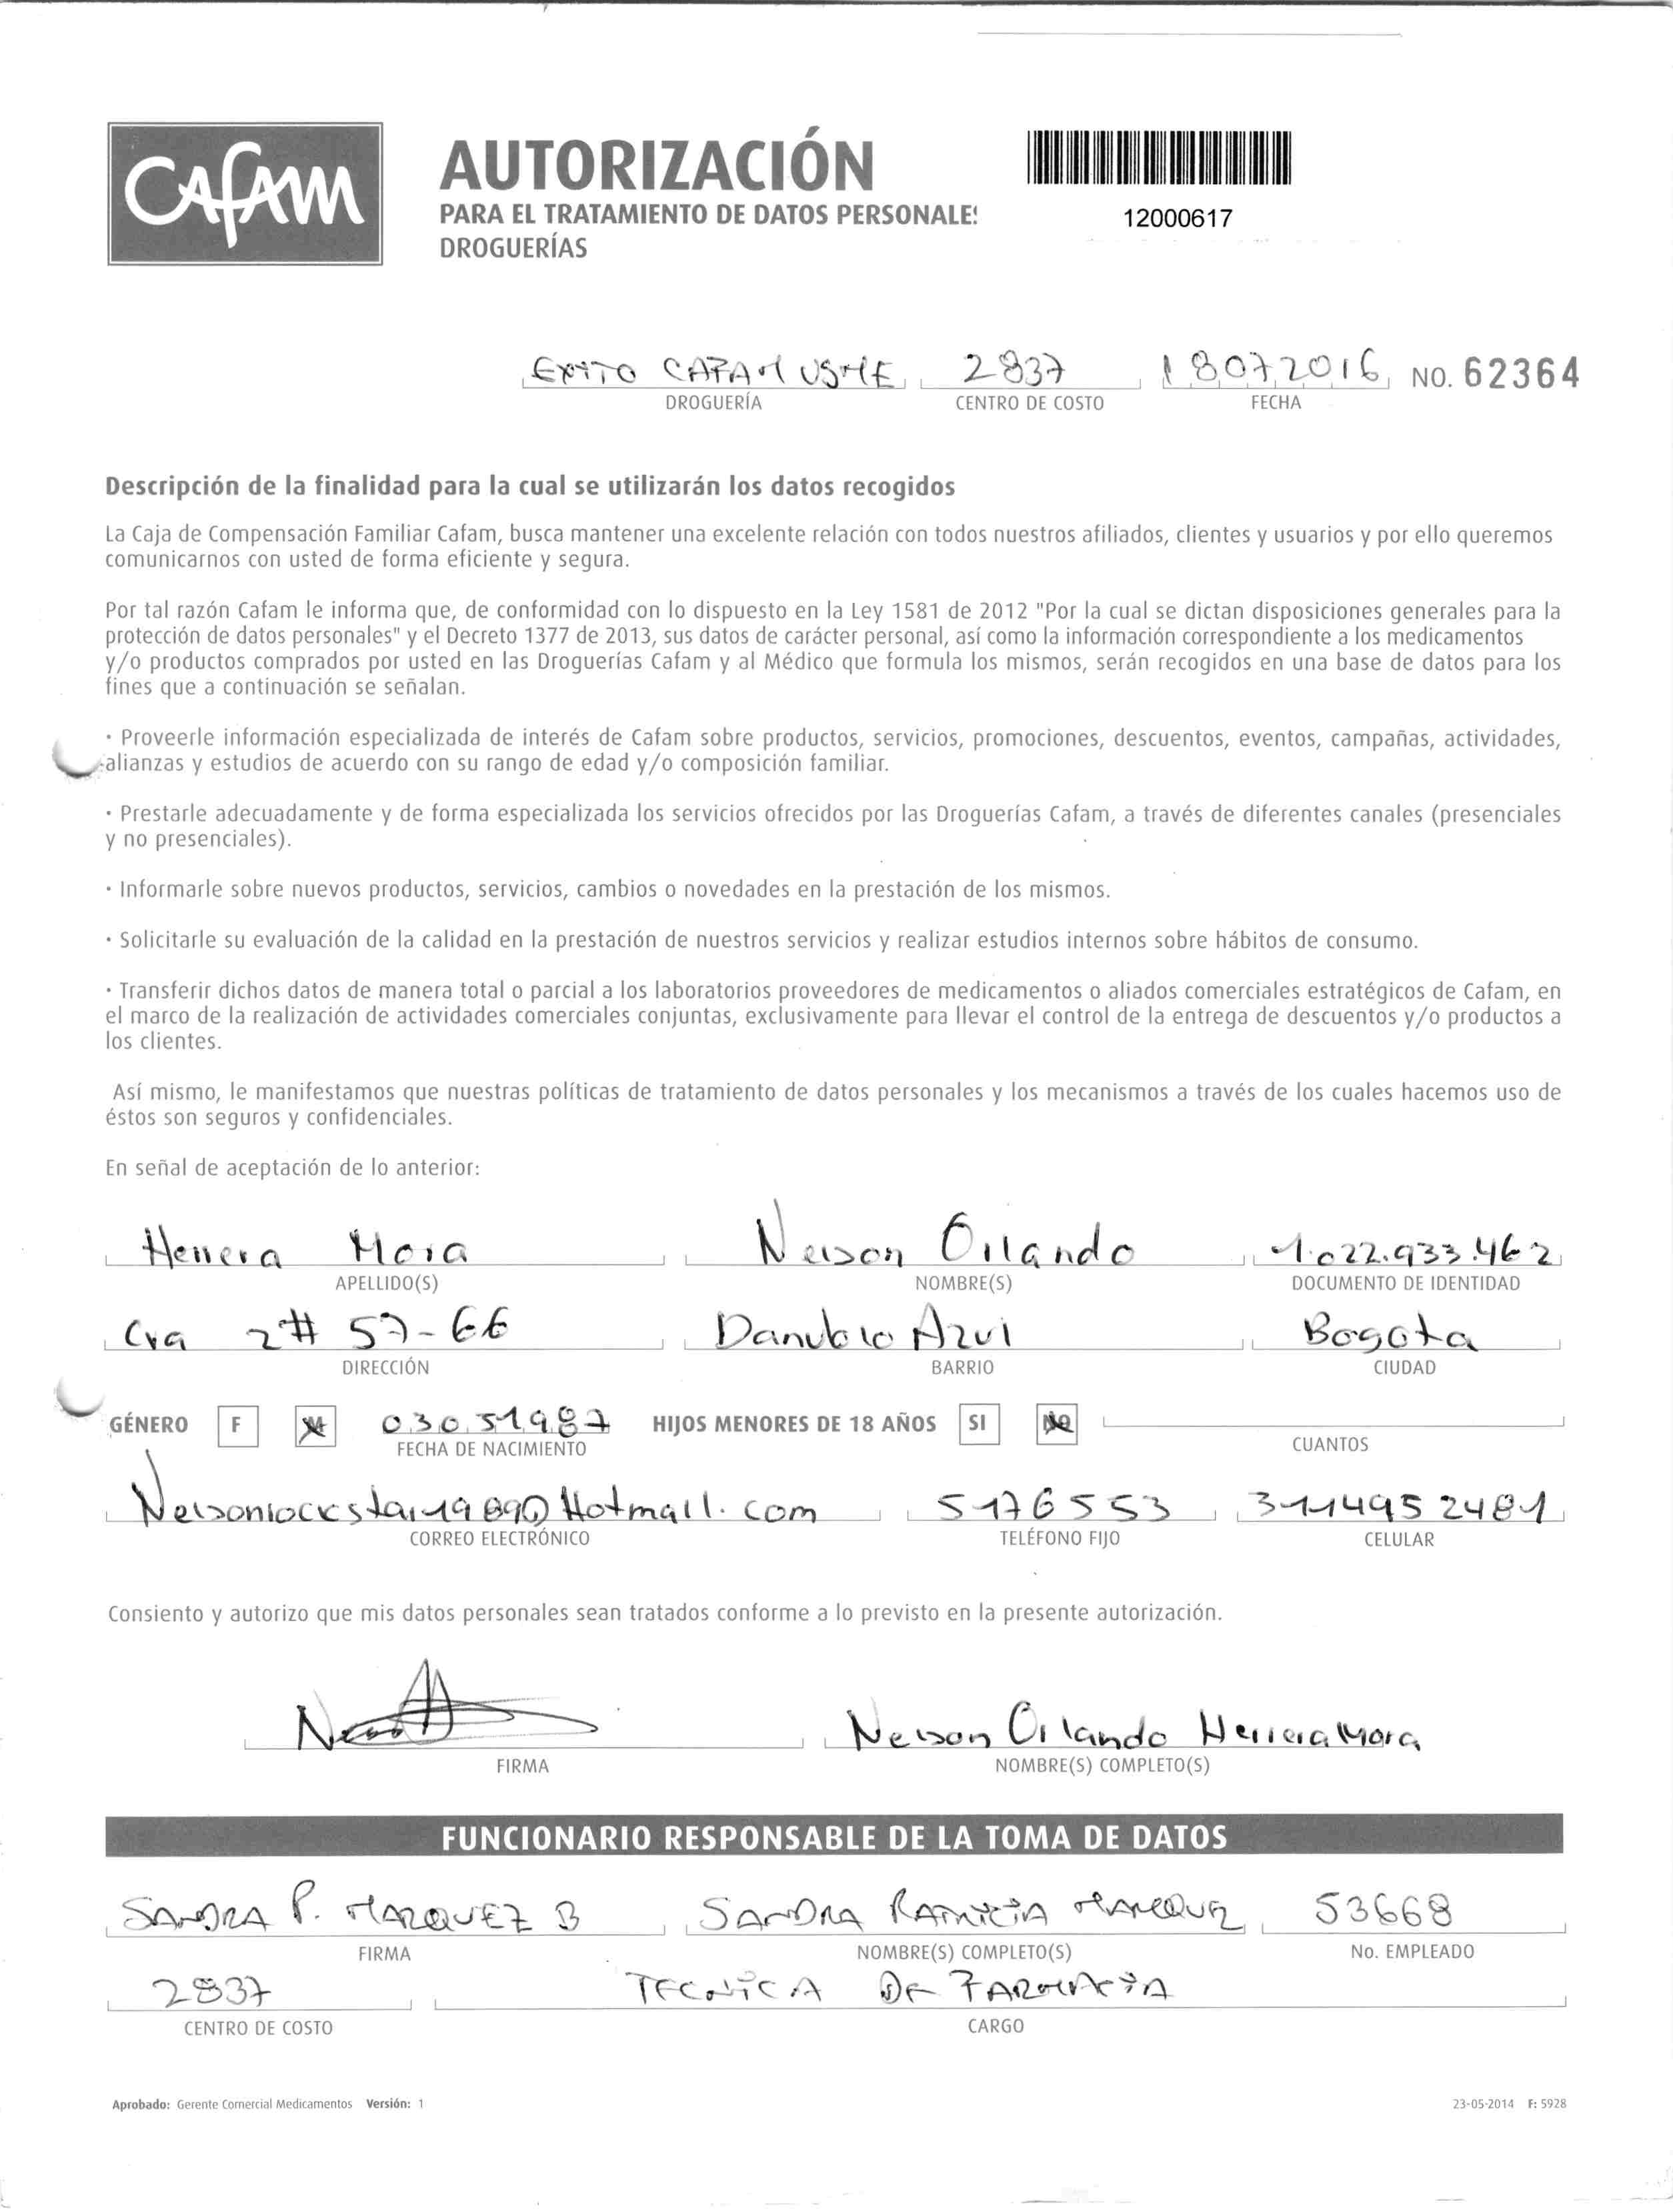 CAFAM
AUTORIZACIÓN
PARA EL TRATAMIENTO DE DATOS PERSONALES
DROGUERÍAS
12000617
EXITO CAFAM USME 2837 18072016 NO. 62364
DROGUERÍA CENTRO DE COSTO FECHA
Descripción de la finalidad para la cual se utilizarán los datos recogidos
La Caja de Compensación Familiar Cafam, busca mantener una excelente relación con todos nuestros afiliados, clientes y usuarios y por ello queremos
comunicarnos con usted de forma eficiente y segura.
Por tal razón Cafam le informa que, de conformidad con lo dispuesto en la Ley 1581 de 2012 "Por la cual se dictan disposiciones generales para la
protección de datos personales" y el Decreto 1377 de 2013, sus datos de carácter personal, así como la información correspondiente a los medicamentos
y/o productos comprados por usted en las Droguerías Cafam y al Médico que formula los mismos, serán recogidos en una base de datos para los
fines que a continuación se señalan.
· Proveerle información especializada de interés de Cafam sobre productos, servicios, promociones, descuentos, eventos, campañas, actividades,
alianzas y estudios de acuerdo con su rango de edad y/o composición familiar.
· Prestarle adecuadamente y de forma especializada los servicios ofrecidos por las Droguerías Cafam, a través de diferentes canales (presenciales
y no presenciales).
· Informarle sobre nuevos productos, servicios, cambios o novedades en la prestación de los mismos.
· Solicitarle su evaluación de la calidad en la prestación de nuestros servicios y realizar estudios internos sobre hábitos de consumo.
· Transferir dichos datos de manera total o parcial a los laboratorios proveedores de medicamentos o aliados comerciales estratégicos de Cafam, en
el marco de la realización de actividades comerciales conjuntas, exclusivamente para llevar el control de la entrega de descuentos y/o productos a
los clientes.
Así mismo, le manifestamos que nuestras políticas de tratamiento de datos personales y los mecanismos a través de los cuales hacemos uso de
éstos son seguros y confidenciales.
En señal de aceptación de lo anterior:
Herrera Mora Nelson Orlando 1.022.933.462
APELLIDO(S) NOMBRE(S) DOCUMENTO DE IDENTIDAD
Cra 2# 57-66 Danubio Azul Bogota
DIRECCIÓN BARRIO CIUDAD
GÉNERO F M 03051987 HIJOS MENORES DE 18 AÑOS SI NO
FECHA DE NACIMIENTO CUANTOS
Nelsonrockstar1989@Hotmail.com 5176553 3114952481
CORREO ELECTRÓNICO TELÉFONO FIJO CELULAR
Consiento y autorizo que mis datos personales sean tratados conforme a lo previsto en la presente autorización.
Nelson Orlando Herrera Mora
FIRMA NOMBRE(S) COMPLETO(S)
FUNCIONARIO RESPONSABLE DE LA TOMA DE DATOS
SANDRA P. MARQUEZ B SANDRA PATRICIA MARQUEZ 53668
FIRMA NOMBRE(S) COMPLETO(S) No. EMPLEADO
2837 TECNICA DE FARMACIA
CENTRO DE COSTO CARGO
Aprobado: Gerente Comercial Medicamentos Versión: 1 23-05-2014 F: 5928